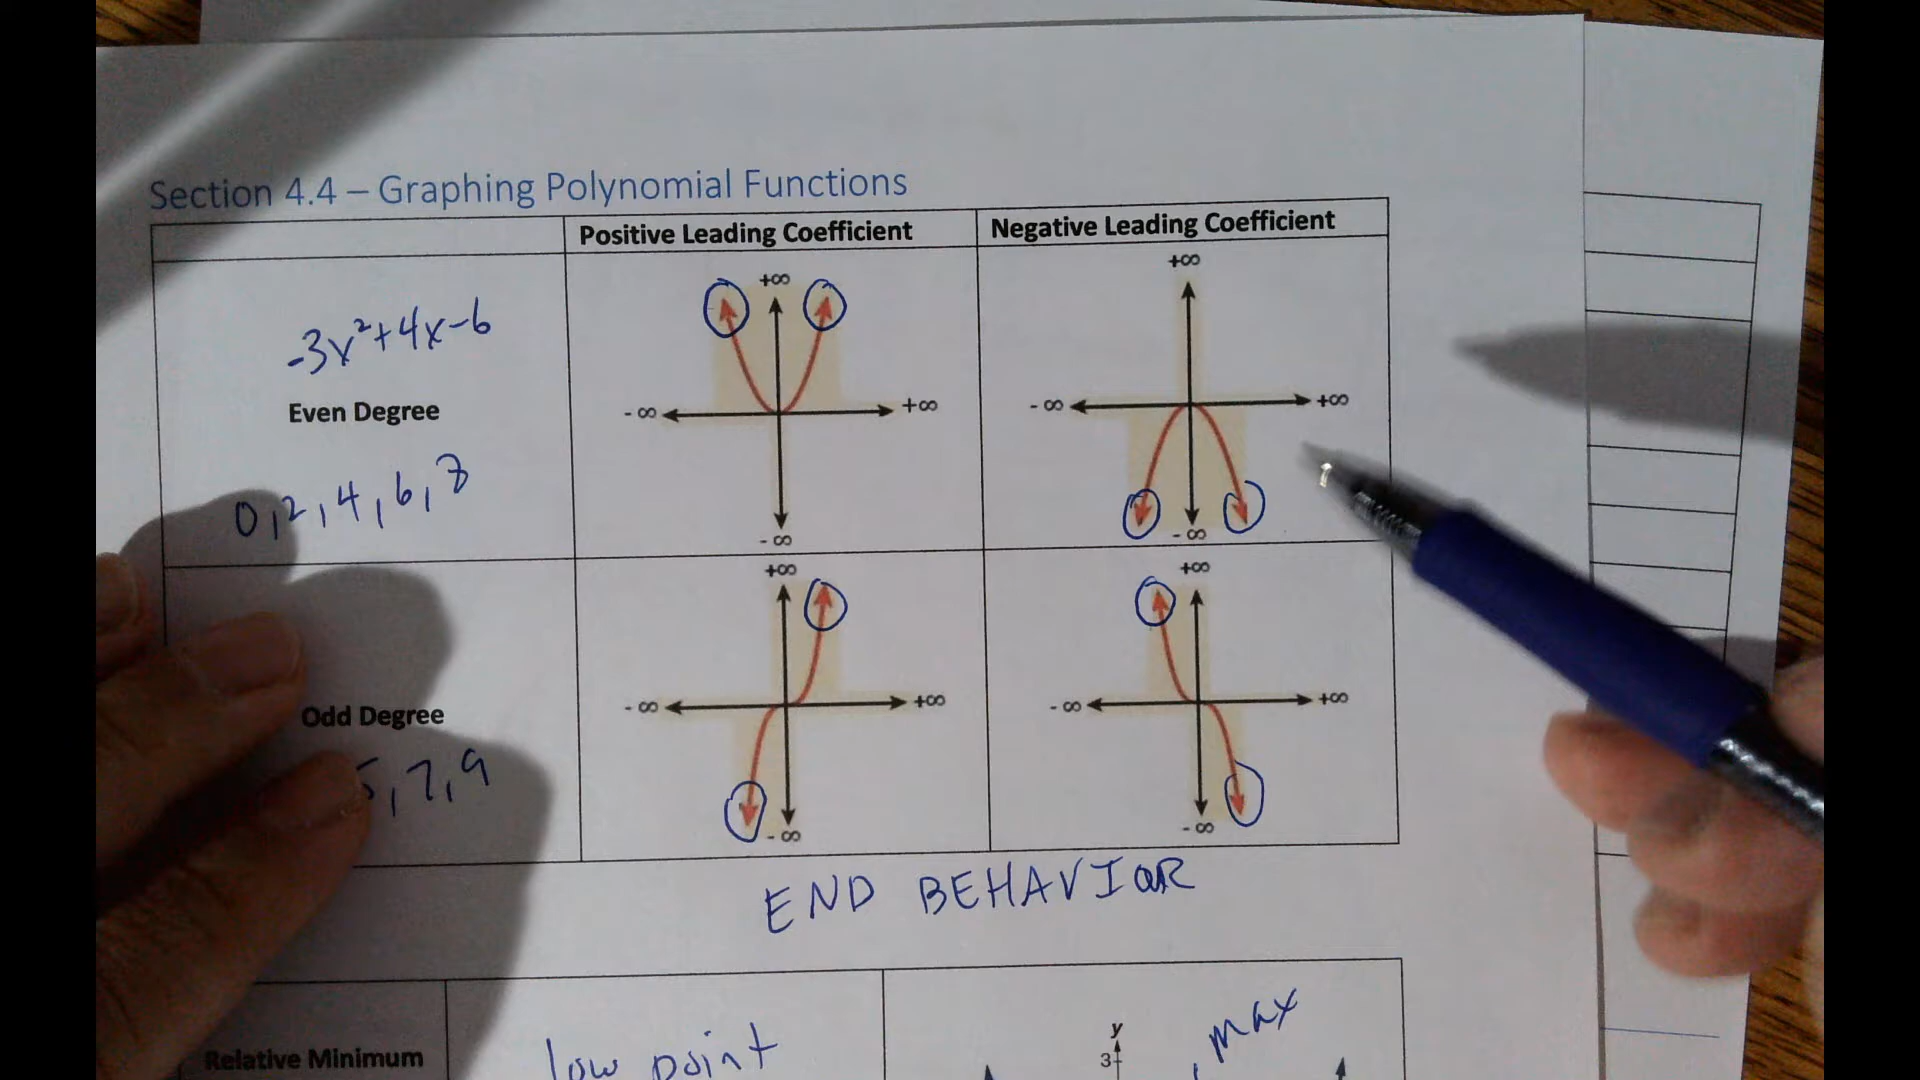 Section 4.4 – Graphing Polynomial Functions
Positive Leading Coefficient
Negative Leading Coefficient
-3x²+4x-6
Even Degree
0,2,4,6,8
+∞
-∞
+∞
-∞
+∞
-∞
+∞
-∞
Odd Degree
5,7,9
+∞
-∞
+∞
-∞
+∞
-∞
+∞
-∞
END BEHAVIOR
Relative Minimum
low point
max
y
3